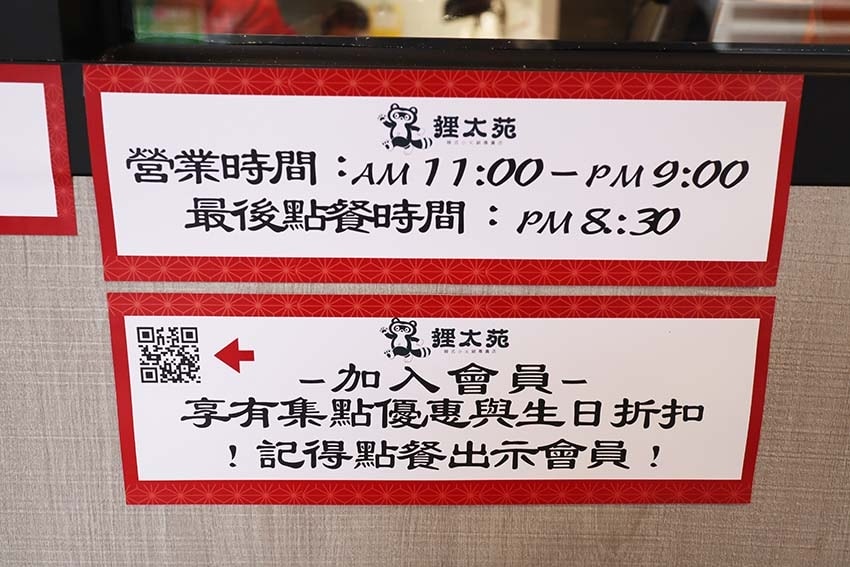 狸太苑
營業時間：AM 11:00－PM 9:00
最後點餐時間：PM 8.:30
狸太苑
-加入會員-
享有集點優惠與生日折扣
！記得點餐出示會員！